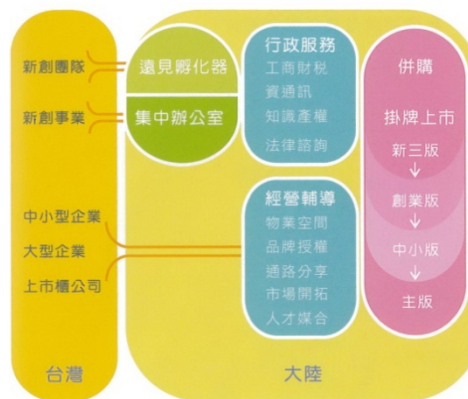 新創團隊
新創事業
中小型企業
大型企業
上市櫃公司
台灣
遠見孵化器
集中辦公室
行政服務
工商財税
資通訊
知識產權
法律諮詢
經營輔導
物業空間
品牌授權
通路分享
市場開拓
人才媒合
併購
掛牌上市
新三版
創業版
中小版
主版
大陸